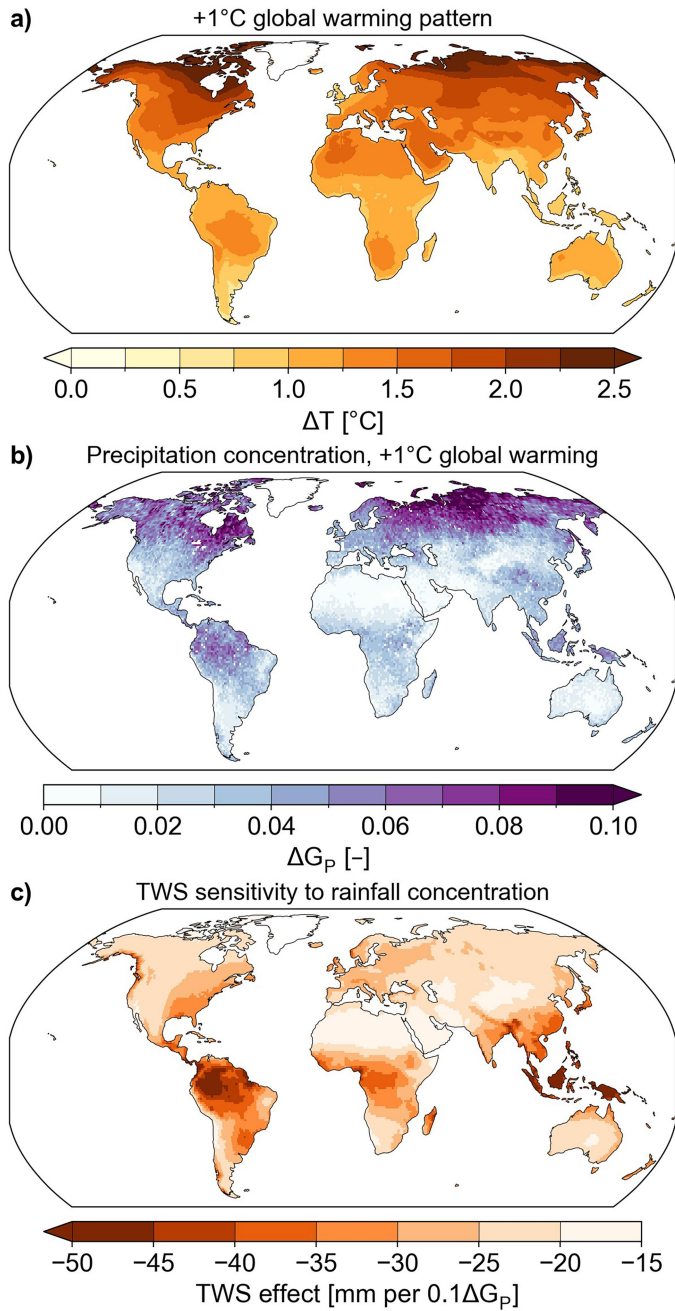 a) +1°C global warming pattern
0.0 0.5 1.0 1.5 2.0 2.5
ΔT [°C]
b) Precipitation concentration, +1°C global warming
0.00 0.02 0.04 0.06 0.08 0.10
ΔG_P [–]
c) TWS sensitivity to rainfall concentration
−50 −45 −40 −35 −30 −25 −20 −15
TWS effect [mm per 0.1ΔG_P]